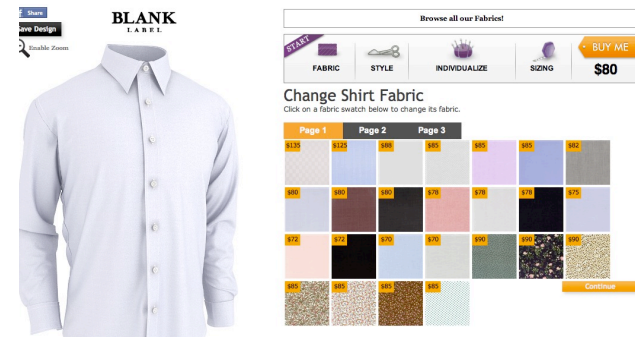 Share
Save Design
Enable Zoom
BLANK
LABEL
Browse all our Fabrics!
START
FABRIC
STYLE
INDIVIDUALIZE
SIZING
BUY ME
$80
Change Shirt Fabric
Click on a fabric swatch below to change its fabric.
Page 1 Page 2 Page 3
$135 $125 $88 $85 $85 $85 $82
$80 $80 $80 $78 $78 $78 $75
$72 $72 $70 $70 $90 $90 $90
$85 $85 $85 $85
Continue